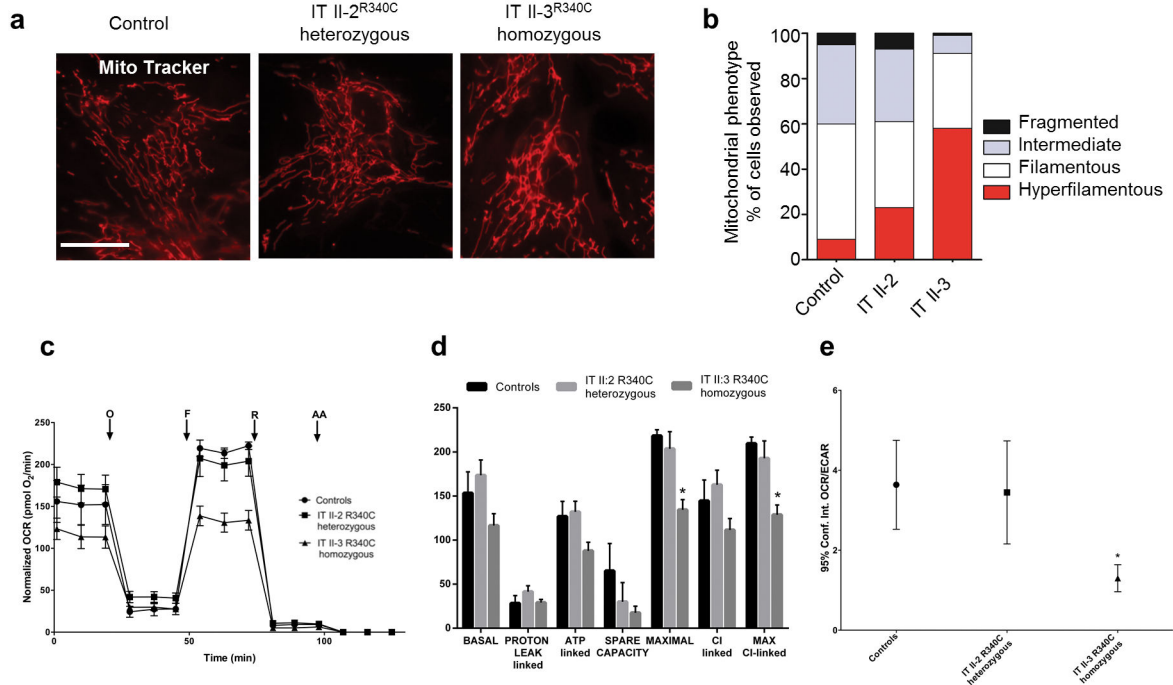 a
Control
IT II-2R340C
heterozygous
IT II-3R340C
homozygous
Mito Tracker
b
Mitochondrial phenotype
% of cells observed
100
80
60
40
20
0
Control
IT II-2
IT II-3
Fragmented
Intermediate
Filamentous
Hyperfilamentous
c
O
F
R
AA
Normalized OCR (pmol O2/min)
250
200
150
100
50
0
0
50
100
Time (min)
Controls
IT II-2 R340C
heterozygous
IT II-3 R340C
homozygous
d
Controls
IT II:2 R340C
heterozygous
IT II:3 R340C
homozygous
250
200
150
100
50
0
*
*
BASAL
PROTON
LEAK
linked
ATP
linked
SPARE
CAPACITY
MAXIMAL
CI
linked
MAX
CI-linked
e
95% Conf. Int. OCR/ECAR
6
4
2
0
*
Controls
IT II-2 R340C
heterozygous
IT II-3 R340C
homozygous